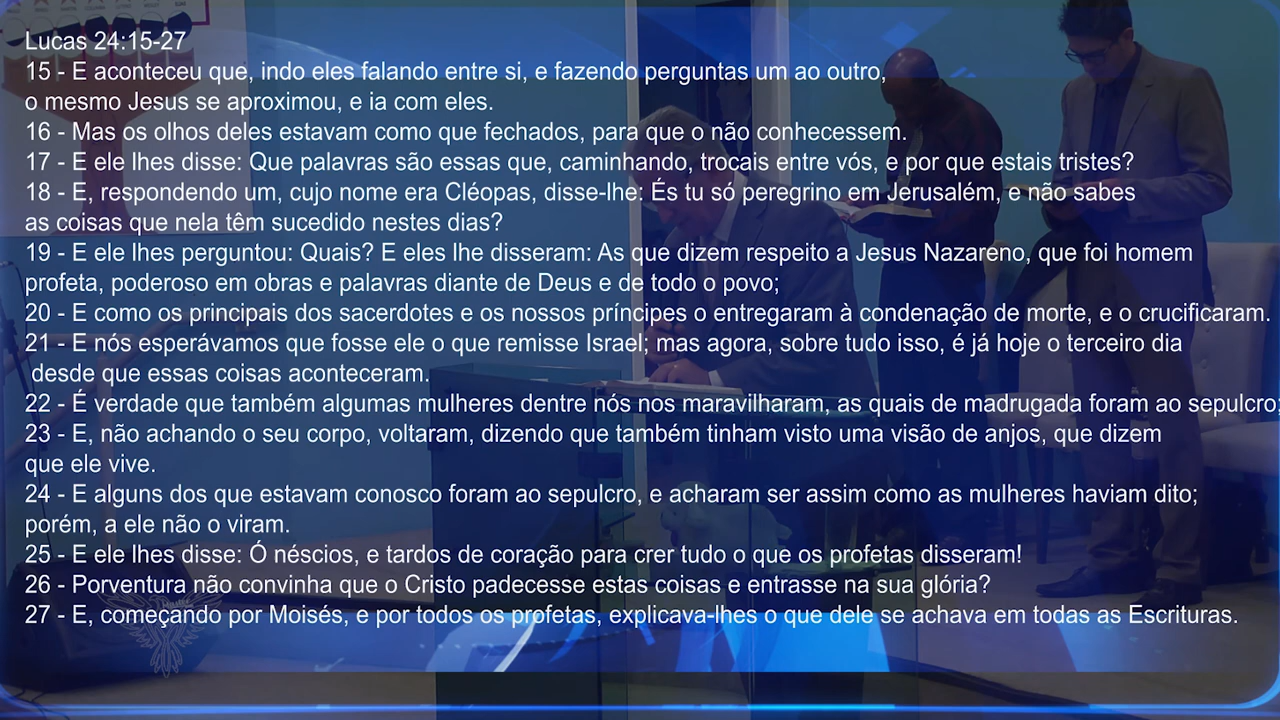 Lucas 24:15-27
15 - E aconteceu que, indo eles falando entre si, e fazendo perguntas um ao outro,
o mesmo Jesus se aproximou, e ia com eles.
16 - Mas os olhos deles estavam como que fechados, para que o não conhecessem.
17 - E ele lhes disse: Que palavras são essas que, caminhando, trocais entre vós, e por que estais tristes?
18 - E, respondendo um, cujo nome era Cléopas, disse-lhe: És tu só peregrino em Jerusalém, e não sabes
as coisas que nela têm sucedido nestes dias?
19 - E ele lhes perguntou: Quais? E eles lhe disseram: As que dizem respeito a Jesus Nazareno, que foi homem
profeta, poderoso em obras e palavras diante de Deus e de todo o povo;
20 - E como os principais dos sacerdotes e os nossos príncipes o entregaram à condenação de morte, e o crucificaram.
21 - E nós esperávamos que fosse ele o que remisse Israel; mas agora, sobre tudo isso, é já hoje o terceiro dia
desde que essas coisas aconteceram.
22 - É verdade que também algumas mulheres dentre nós nos maravilharam, as quais de madrugada foram ao sepulcro;
23 - E, não achando o seu corpo, voltaram, dizendo que também tinham visto uma visão de anjos, que dizem
que ele vive.
24 - E alguns dos que estavam conosco foram ao sepulcro, e acharam ser assim como as mulheres haviam dito;
porém, a ele não o viram.
25 - E ele lhes disse: Ó néscios, e tardos de coração para crer tudo o que os profetas disseram!
26 - Porventura não convinha que o Cristo padecesse estas coisas e entrasse na sua glória?
27 - E, começando por Moisés, e por todos os profetas, explicava-lhes o que dele se achava em todas as Escrituras.